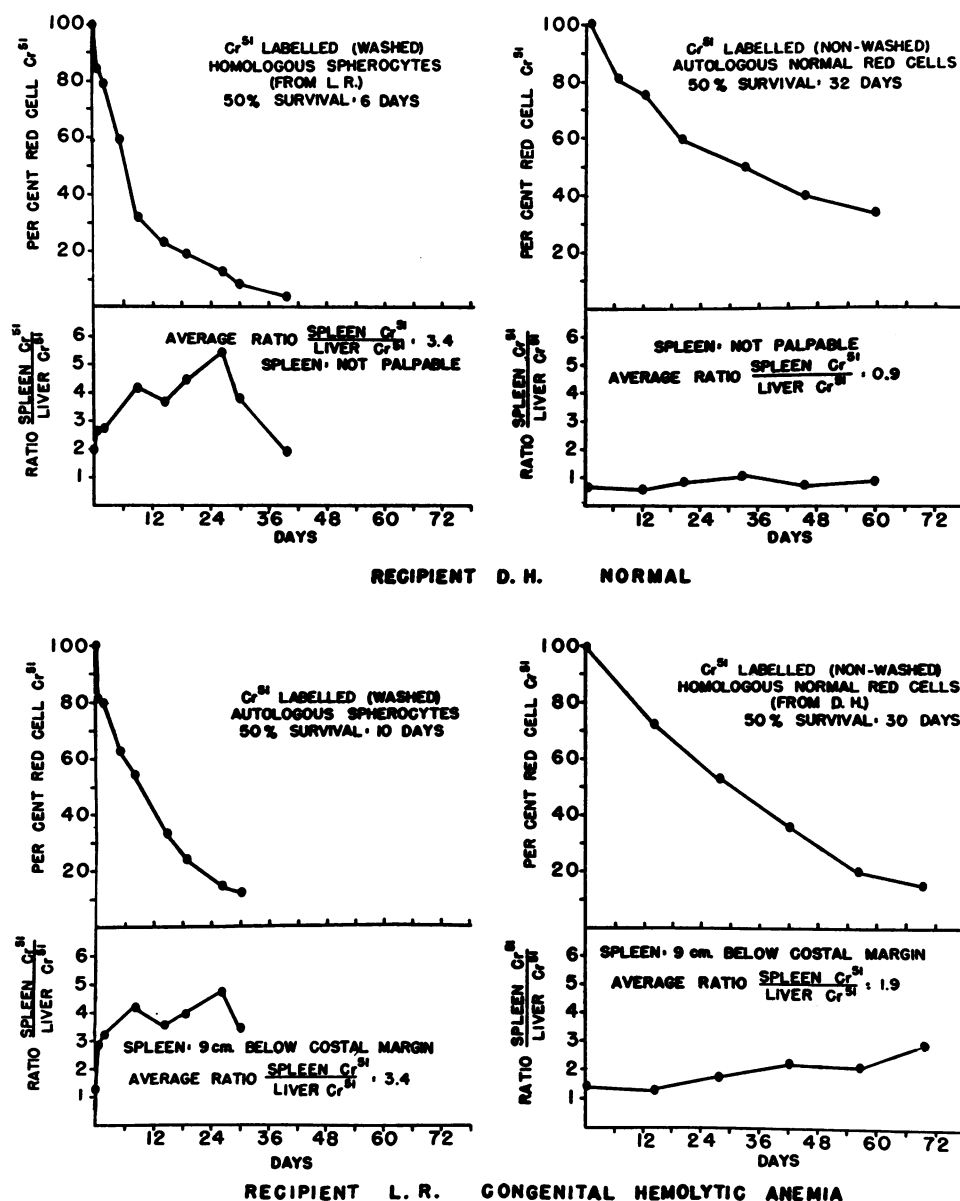 PER CENT RED CELL Cr⁵¹
100
80
60
40
20
Cr⁵¹ LABELLED (WASHED)
HOMOLOGOUS SPHEROCYTES
(FROM L. R.)
50% SURVIVAL: 6 DAYS
RATIO SPLEEN Cr⁵¹ / LIVER Cr⁵¹
6
5
4
3
2
1
AVERAGE RATIO SPLEEN Cr⁵¹ / LIVER Cr⁵¹ : 3.4
SPLEEN: NOT PALPABLE
12 24 36 48 60 72
DAYS
PER CENT RED CELL Cr⁵¹
100
80
60
40
20
Cr⁵¹ LABELLED (NON-WASHED)
AUTOLOGOUS NORMAL RED CELLS
50% SURVIVAL: 32 DAYS
RATIO SPLEEN Cr⁵¹ / LIVER Cr⁵¹
6
5
4
3
2
1
SPLEEN: NOT PALPABLE
AVERAGE RATIO SPLEEN Cr⁵¹ / LIVER Cr⁵¹ : 0.9
12 24 36 48 60 72
DAYS
RECIPIENT D. H. NORMAL
PER CENT RED CELL Cr⁵¹
100
80
60
40
20
Cr⁵¹ LABELLED (WASHED)
AUTOLOGOUS SPHEROCYTES
50% SURVIVAL: 10 DAYS
RATIO SPLEEN Cr⁵¹ / LIVER Cr⁵¹
6
5
4
3
2
1
SPLEEN: 9 cm. BELOW COSTAL MARGIN
AVERAGE RATIO SPLEEN Cr⁵¹ / LIVER Cr⁵¹ : 3.4
12 24 36 48 60 72
DAYS
PER CENT RED CELL Cr⁵¹
100
80
60
40
20
Cr⁵¹ LABELLED (NON-WASHED)
HOMOLOGOUS NORMAL RED CELLS
(FROM D. H.)
50% SURVIVAL: 30 DAYS
RATIO SPLEEN Cr⁵¹ / LIVER Cr⁵¹
6
5
4
3
2
1
SPLEEN: 9 cm. BELOW COSTAL MARGIN
AVERAGE RATIO SPLEEN Cr⁵¹ / LIVER Cr⁵¹ : 1.9
12 24 36 48 60 72
DAYS
RECIPIENT L. R. CONGENITAL HEMOLYTIC ANEMIA